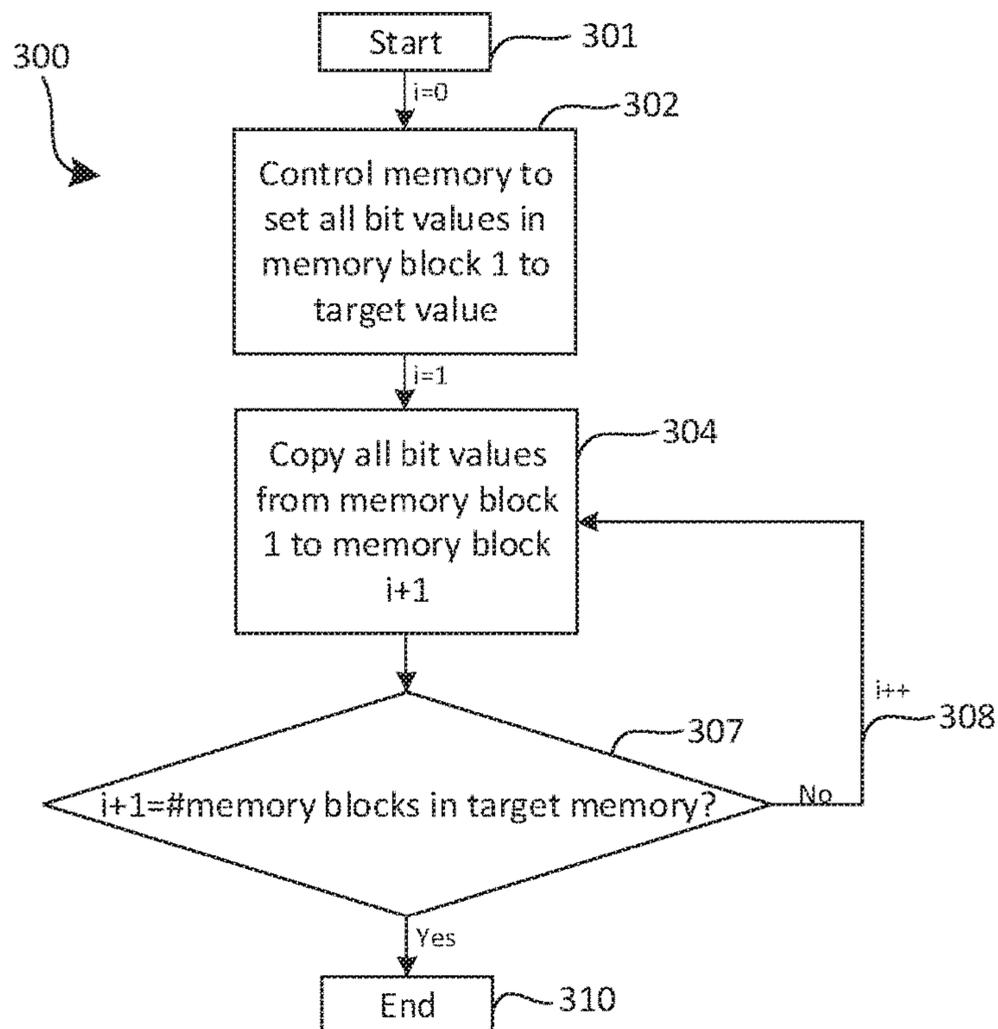 300
Start
301
i=0
302
Control memory to
set all bit values in
memory block 1 to
target value
i=1
304
Copy all bit values
from memory block
1 to memory block
i+1
i++
308
307
i+1=#memory blocks in target memory?
No
Yes
End
310